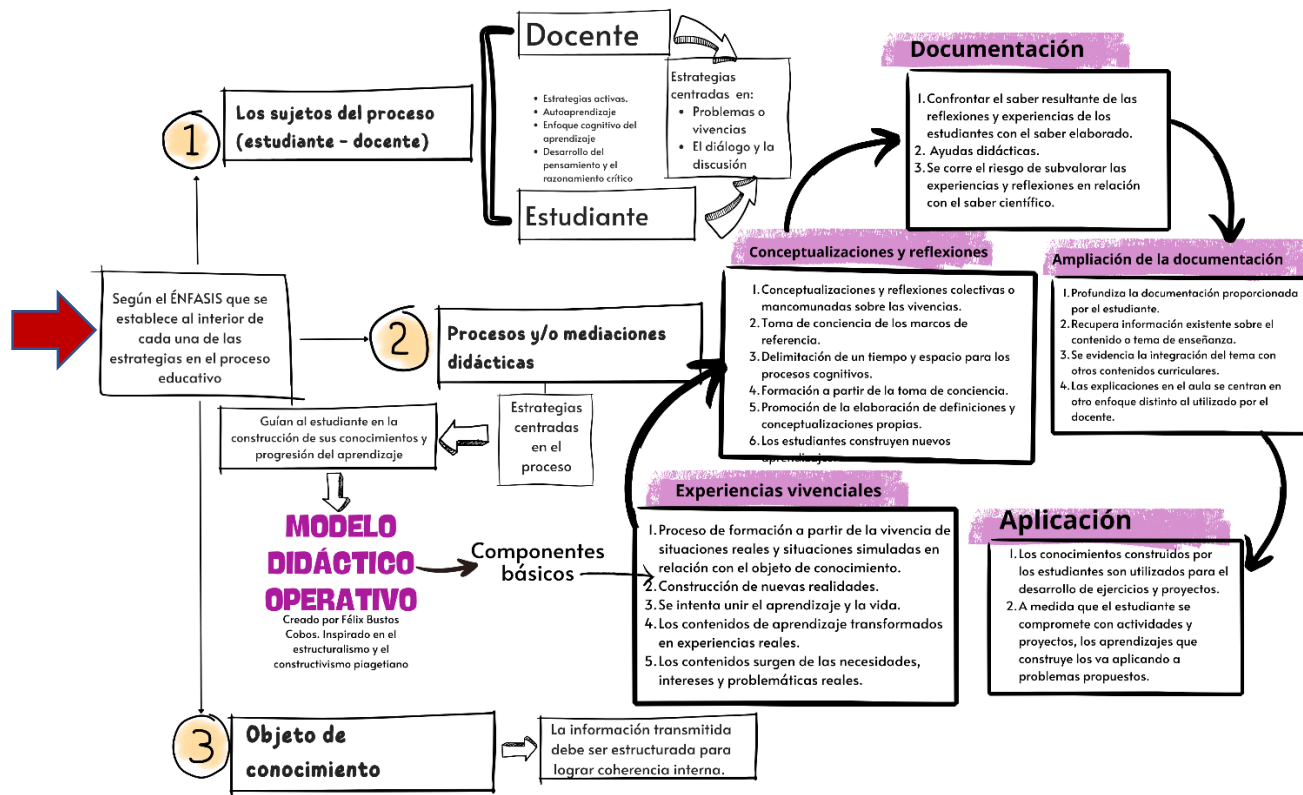 Según el ÉNFASIS que se
establece al interior de
cada una de las
estrategias en el proceso
educativo
1
Los sujetos del proceso
(estudiante - docente)
Docente
• Estrategias activas.
• Autoaprendizaje
• Enfoque cognitivo del
aprendizaje
• Desarrollo del
pensamiento y el
razonamiento crítico
Estudiante
Estrategias
centradas en:
• Problemas o
vivencias
• El diálogo y la
discusión
2
Procesos y/o mediaciones
didácticas
Estrategias
centradas
en el
proceso
Guían al estudiante en la
construcción de sus conocimientos y
progresión del aprendizaje
MODELO
DIDÁCTICO
OPERATIVO
Creado por Félix Bustos
Cobos. Inspirado en el
estructuralismo y el
constructivismo piagetiano
Componentes
básicos
Experiencias vivenciales
1. Proceso de formación a partir de la vivencia de
situaciones reales y situaciones simuladas en
relación con el objeto de conocimiento.
2. Construcción de nuevas realidades.
3. Se intenta unir el aprendizaje y la vida.
4. Los contenidos de aprendizaje transformados
en experiencias reales.
5. Los contenidos surgen de las necesidades,
intereses y problemáticas reales.
Conceptualizaciones y reflexiones
1. Conceptualizaciones y reflexiones colectivas o
mancomunadas sobre las vivencias.
2. Toma de conciencia de los marcos de
referencia.
3. Delimitación de un tiempo y espacio para los
procesos cognitivos.
4. Formación a partir de la toma de conciencia.
5. Promoción de la elaboración de definiciones y
conceptualizaciones propias.
6. Los estudiantes construyen nuevos
aprendizajes.
Documentación
1. Confrontar el saber resultante de las
reflexiones y experiencias de los
estudiantes con el saber elaborado.
2. Ayudas didácticas.
3. Se corre el riesgo de subvalorar las
experiencias y reflexiones en relación
con el saber científico.
Ampliación de la documentación
1. Profundiza la documentación proporcionada
por el estudiante.
2. Recupera información existente sobre el
contenido o tema de enseñanza.
3. Se evidencia la integración del tema con
otros contenidos curriculares.
4. Las explicaciones en el aula se centran en
otro enfoque distinto al utilizado por el
docente.
Aplicación
1. Los conocimientos construidos por
los estudiantes son utilizados para el
desarrollo de ejercicios y proyectos.
2. A medida que el estudiante se
compromete con actividades y
proyectos, los aprendizajes que
construye los va aplicando a
problemas propuestos.
3
Objeto de
conocimiento
La información transmitida
debe ser estructurada para
lograr coherencia interna.